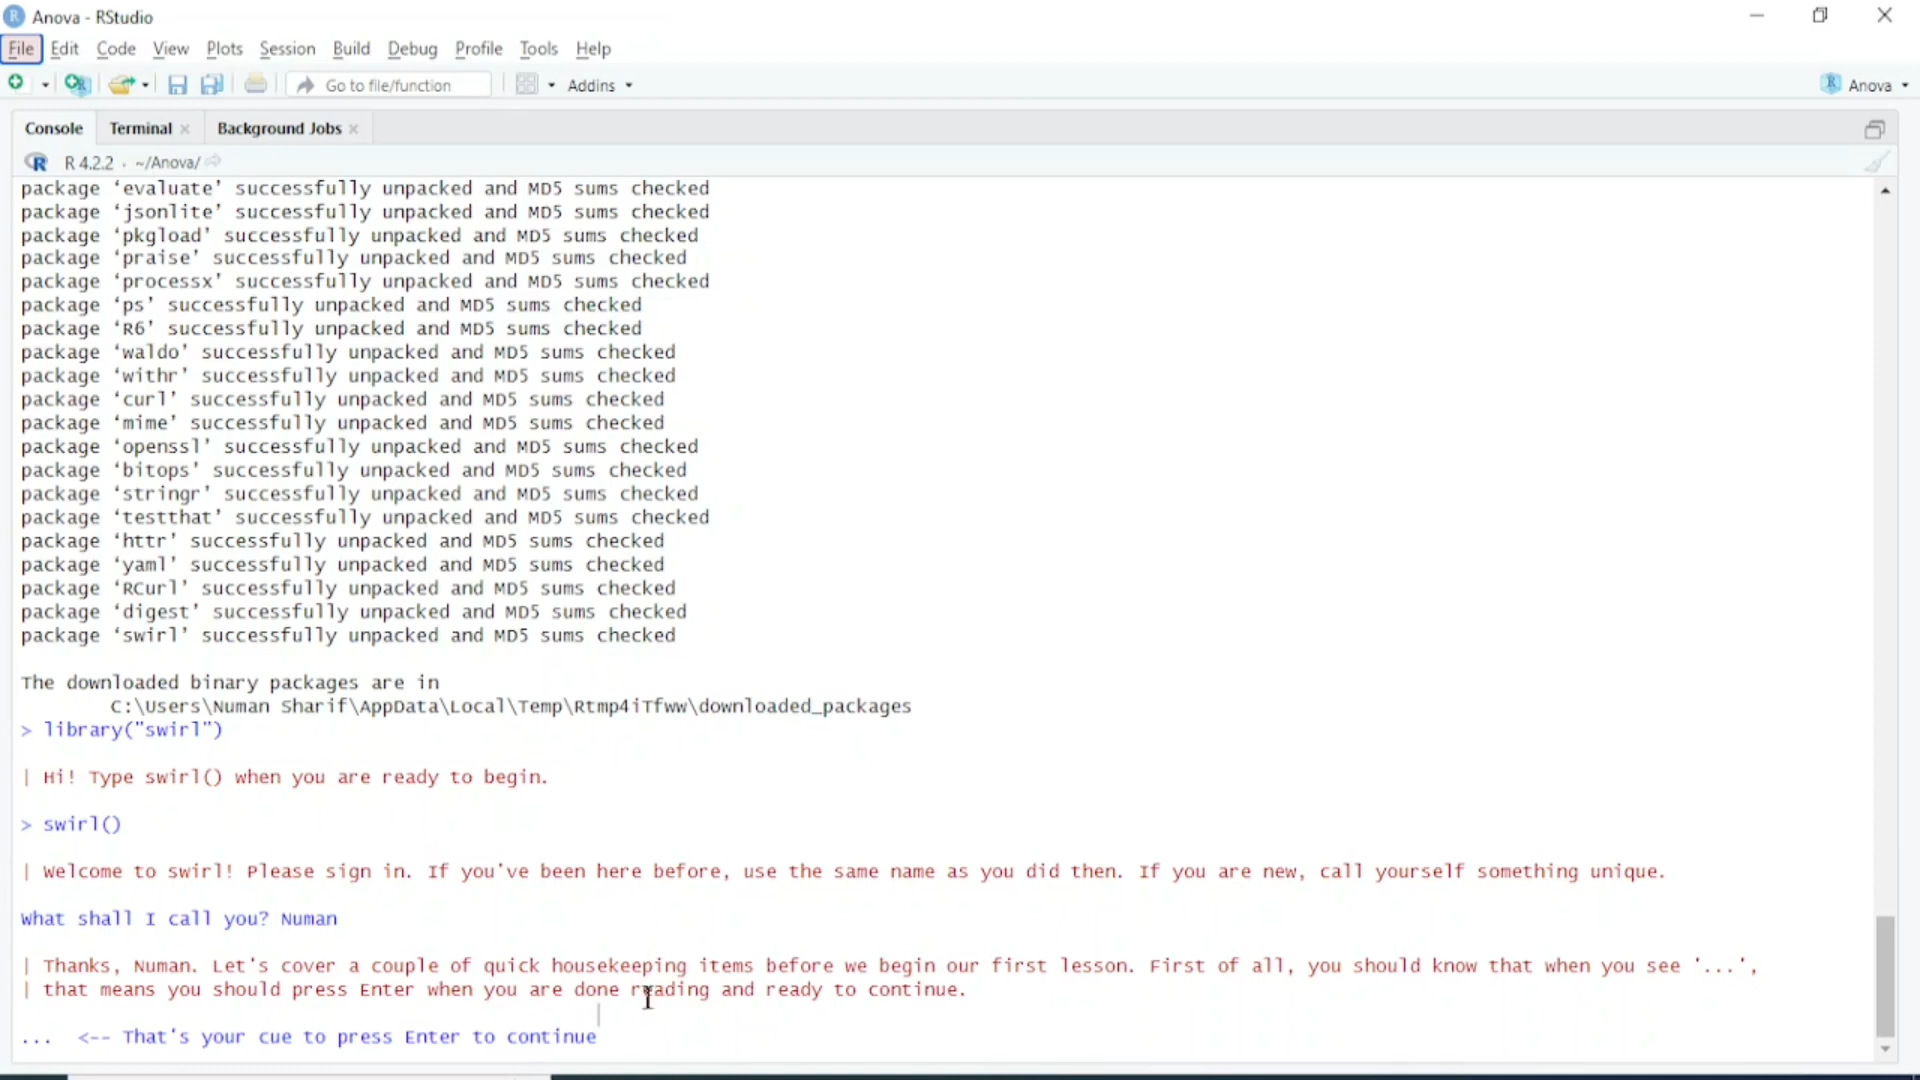 Anova - RStudio
File Edit Code View Plots Session Build Debug Profile Tools Help
Go to file/function Addins Anova
Console Terminal Background Jobs
R 4.2.2 · ~/Anova/
package ‘evaluate’ successfully unpacked and MD5 sums checked
package ‘jsonlite’ successfully unpacked and MD5 sums checked
package ‘pkgload’ successfully unpacked and MD5 sums checked
package ‘praise’ successfully unpacked and MD5 sums checked
package ‘processx’ successfully unpacked and MD5 sums checked
package ‘ps’ successfully unpacked and MD5 sums checked
package ‘R6’ successfully unpacked and MD5 sums checked
package ‘waldo’ successfully unpacked and MD5 sums checked
package ‘withr’ successfully unpacked and MD5 sums checked
package ‘curl’ successfully unpacked and MD5 sums checked
package ‘mime’ successfully unpacked and MD5 sums checked
package ‘openssl’ successfully unpacked and MD5 sums checked
package ‘bitops’ successfully unpacked and MD5 sums checked
package ‘stringr’ successfully unpacked and MD5 sums checked
package ‘testthat’ successfully unpacked and MD5 sums checked
package ‘httr’ successfully unpacked and MD5 sums checked
package ‘yaml’ successfully unpacked and MD5 sums checked
package ‘RCurl’ successfully unpacked and MD5 sums checked
package ‘digest’ successfully unpacked and MD5 sums checked
package ‘swirl’ successfully unpacked and MD5 sums checked
The downloaded binary packages are in
C:\Users\Numan Sharif\AppData\Local\Temp\Rtmp4iTfww\downloaded_packages
> library("swirl")
| Hi! Type swirl() when you are ready to begin.
> swirl()
| Welcome to swirl! Please sign in. If you've been here before, use the same name as you did then. If you are new, call yourself something unique.
What shall I call you? Numan
| Thanks, Numan. Let's cover a couple of quick housekeeping items before we begin our first lesson. First of all, you should know that when you see '...',
| that means you should press Enter when you are done reading and ready to continue.
... <-- That's your cue to press Enter to continue